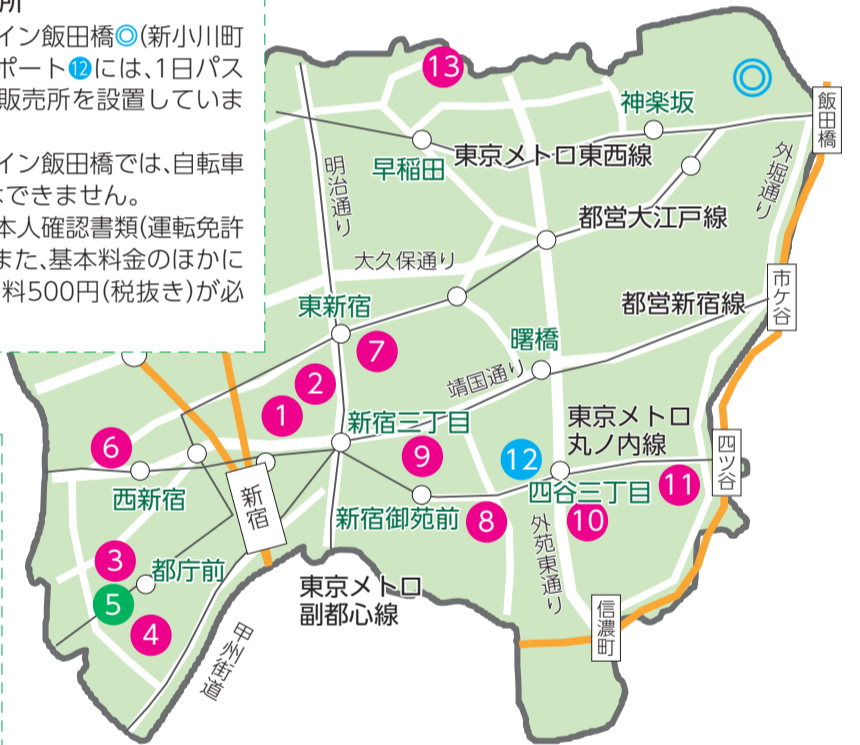 所
イン飯田橋◎(新小川町
ポート⑫には、1日パス
販売所を設置していま
イン飯田橋では、自転車
はできません。
本人確認書類(運転免許
また、基本料金のほかに
料500円(税抜き)が必
13
神楽坂
飯田橋
早稲田
東京メトロ東西線
明治通り
外堀通り
都営大江戸線
大久保通り
市ケ谷
都営新宿線
東新宿
7
曙橋
2
靖国通り
1
新宿三丁目
東京メトロ
丸ノ内線
6
9
12
四ツ谷
西新宿
新宿
四谷三丁目
11
新宿御苑前
8
10
外苑東通り
3
都庁前
5
4
東京メトロ
副都心線
信濃町
甲州街道